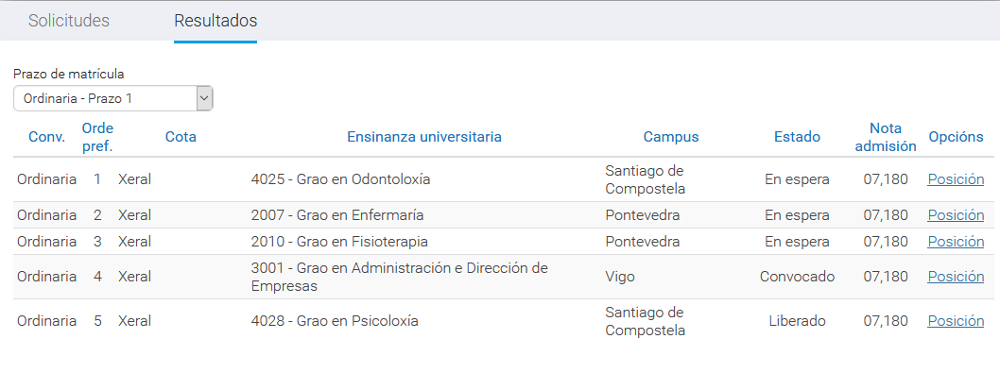 Solicitudes Resultados
Prazo de matrícula
Ordinaria - Prazo 1
Conv. Orde pref. Cota Ensinanza universitaria Campus Estado Nota admisión Opcións
Ordinaria 1 Xeral 4025 - Grao en Odontoloxía Santiago de Compostela En espera 07,180 Posición
Ordinaria 2 Xeral 2007 - Grao en Enfermaría Pontevedra En espera 07,180 Posición
Ordinaria 3 Xeral 2010 - Grao en Fisioterapia Pontevedra En espera 07,180 Posición
Ordinaria 4 Xeral 3001 - Grao en Administración e Dirección de Empresas Vigo Convocado 07,180 Posición
Ordinaria 5 Xeral 4028 - Grao en Psicoloxía Santiago de Compostela Liberado 07,180 Posición